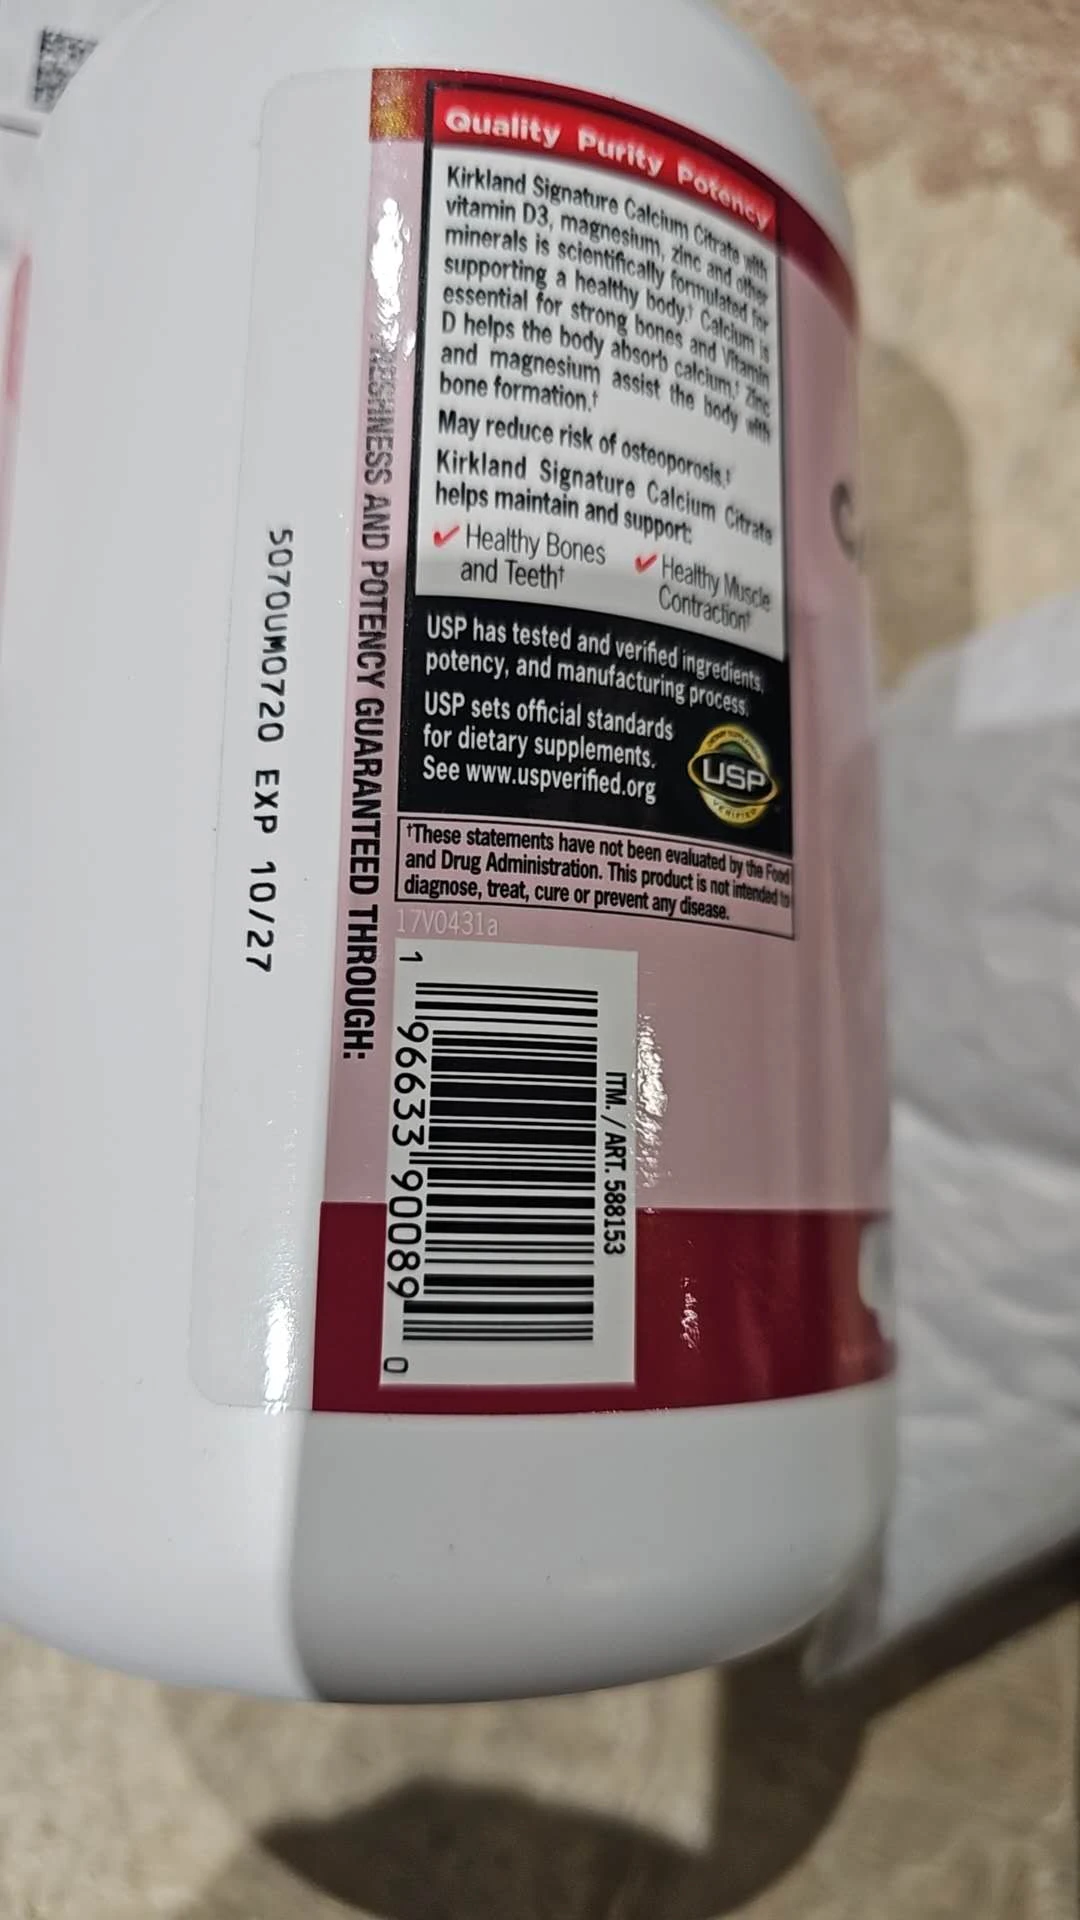 Quality Purity Potency
Kirkland Signature Calcium Citrate with
vitamin D3, magnesium, zinc and other
minerals is scientifically formulated for
supporting a healthy body.† Calcium is
essential for strong bones and Vitamin
D helps the body absorb calcium.† Zinc
and magnesium assist the body with
bone formation.†
May reduce risk of osteoporosis.‡
Kirkland Signature Calcium Citrate
helps maintain and support:
Healthy Bones
and Teeth†
Healthy Muscle
Contraction†
USP has tested and verified ingredients,
potency, and manufacturing process.
USP sets official standards
for dietary supplements.
See www.uspverified.org
DIETARY SUPPLEMENT
USP
VERIFIED
†These statements have not been evaluated by the Food
and Drug Administration. This product is not intended to
diagnose, treat, cure or prevent any disease.
17V0431a
1 96633 90089 0
ITM. / ART. 588153
FRESHNESS AND POTENCY GUARANTEED THROUGH:
5070UM0720 EXP 10/27